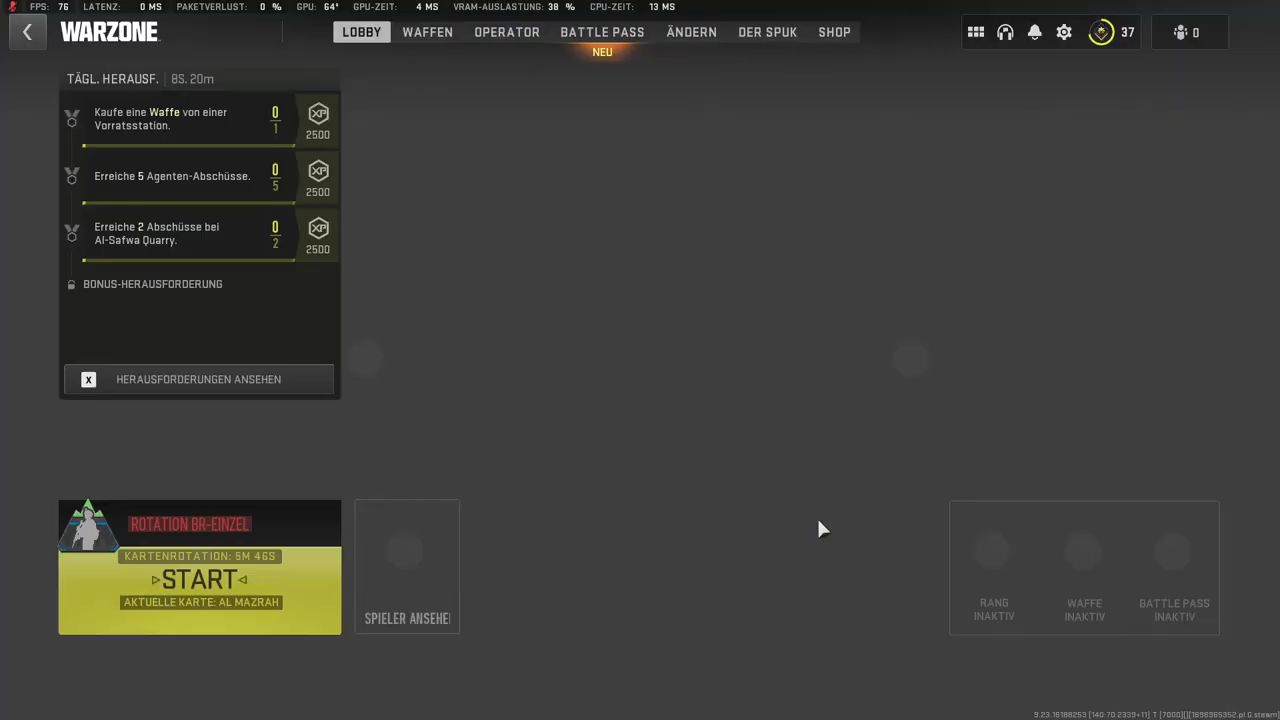 FPS: 76 LATENZ: 0 MS PAKETVERLUST: 0 % GPU: 64° GPU-ZEIT: 4 MS VRAM-AUSLASTUNG: 38 % CPU-ZEIT: 13 MS
WARZONE
LOBBY WAFFEN OPERATOR BATTLE PASS ÄNDERN DER SPUK SHOP
NEU
37
0
TÄGL. HERAUSF. | BS. 20m
Kaufe eine Waffe von einer
Vorratsstation.
0
1
XP
2500
Erreiche 5 Agenten-Abschüsse.
0
5
XP
2500
Erreiche 2 Abschüsse bei
Al-Safwa Quarry.
0
2
XP
2500
BONUS-HERAUSFORDERUNG
X HERAUSFORDERUNGEN ANSEHEN
ROTATION BR-EINZEL
KARTENROTATION: 5M 46S
START
AKTUELLE KARTE: AL MAZRAH
SPIELER ANSEHE
RANG
INAKTIV
WAFFE
INAKTIV
BATTLE PASS
INAKTIV